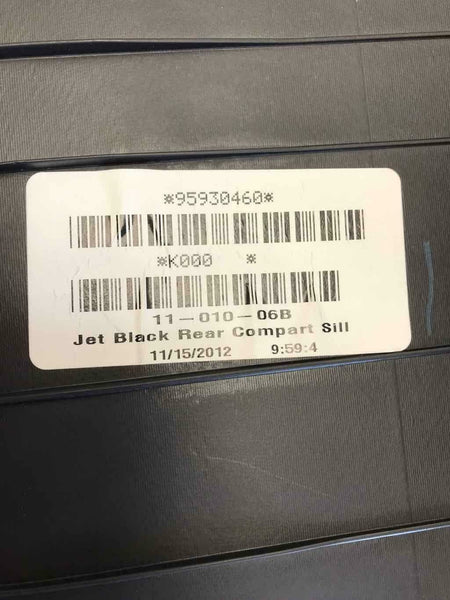 *95930460*
*K000 *
11-010-06B
Jet Black Rear Compart Sill
11/15/2012 9:59:4